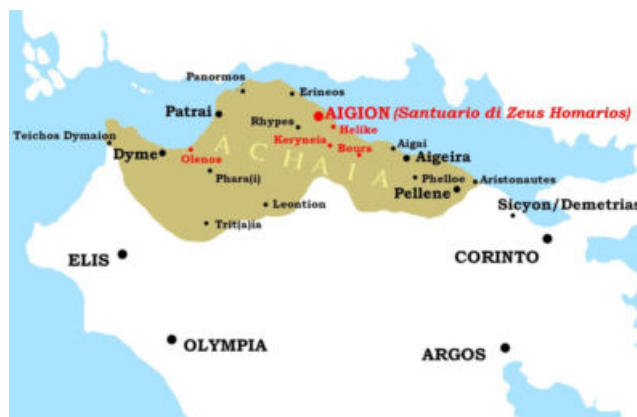 Panormos
Erineos
Patrai
AIGION (Santuario di Zeus Homarios)
Rhypes
Helike
Teichos Dymaion
Keryneia
Dyme
Olenos
Boura
Aigai
Aigeira
ACHAIA
Phara(i)
Phelloe
Aristonautes
Pellene
Leontion
Sicyon/Demetrias
Trit(a)ia
ELIS
CORINTO
OLYMPIA
ARGOS